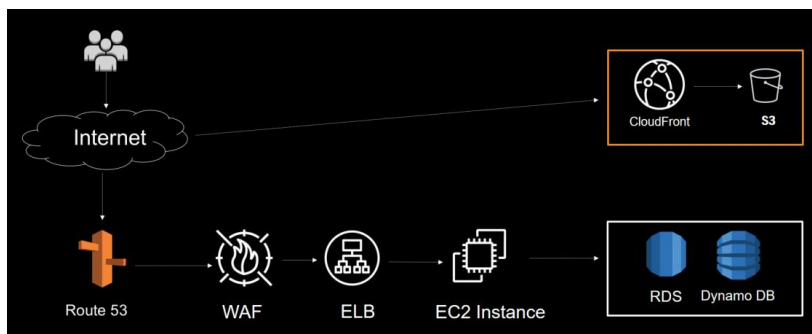 Internet
CloudFront
S3
Route 53
WAF
ELB
EC2 Instance
RDS
Dynamo DB